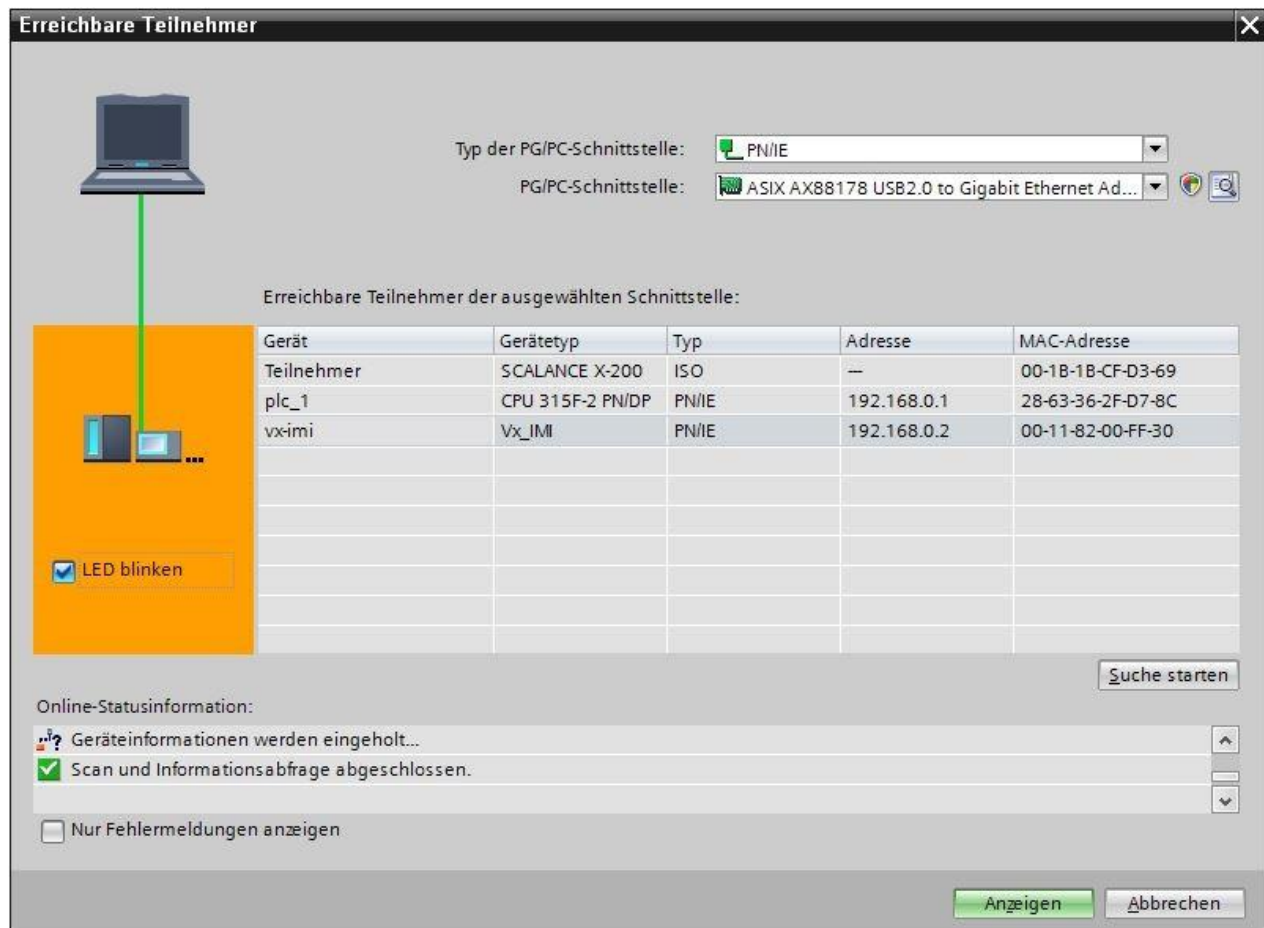 Erreichbare Teilnehmer
Typ der PG/PC-Schnittstelle: PN/IE
PG/PC-Schnittstelle: ASIX AX88178 USB2.0 to Gigabit Ethernet Ad...
Erreichbare Teilnehmer der ausgewählten Schnittstelle:
Gerät Gerätetyp Typ Adresse MAC-Adresse
Teilnehmer SCALANCE X-200 ISO — 00-1B-1B-CF-D3-69
plc_1 CPU 315F-2 PN/DP PN/IE 192.168.0.1 28-63-36-2F-D7-8C
vx-imi Vx_IMI PN/IE 192.168.0.2 00-11-82-00-FF-30
LED blinken
Suche starten
Online-Statusinformation:
Geräteinformationen werden eingeholt...
Scan und Informationsabfrage abgeschlossen.
Nur Fehlermeldungen anzeigen
Anzeigen Abbrechen